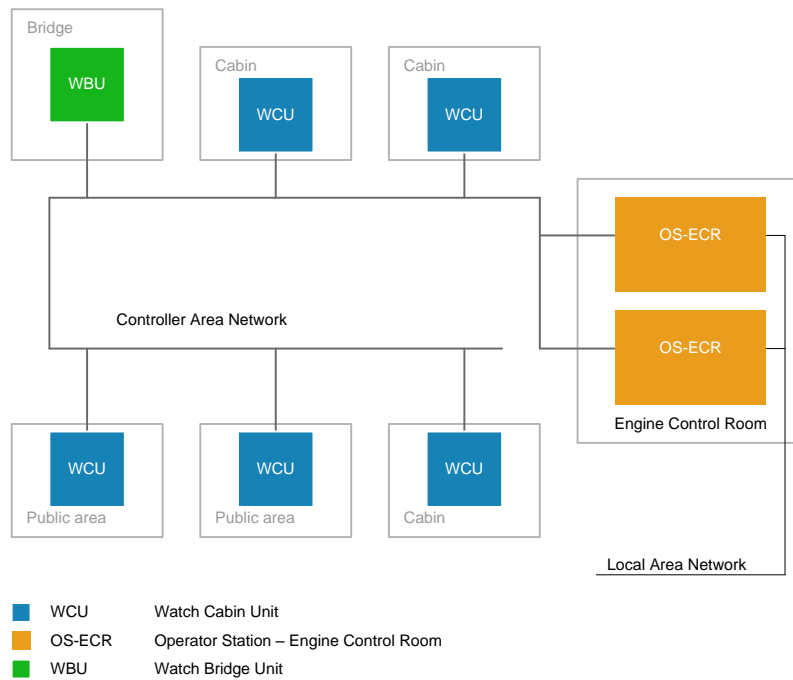 Bridge
WBU
Cabin
WCU
Cabin
WCU
OS-ECR
Controller Area Network
OS-ECR
Engine Control Room
WCU
Public area
WCU
Public area
WCU
Cabin
Local Area Network
WCU Watch Cabin Unit
OS-ECR Operator Station – Engine Control Room
WBU Watch Bridge Unit